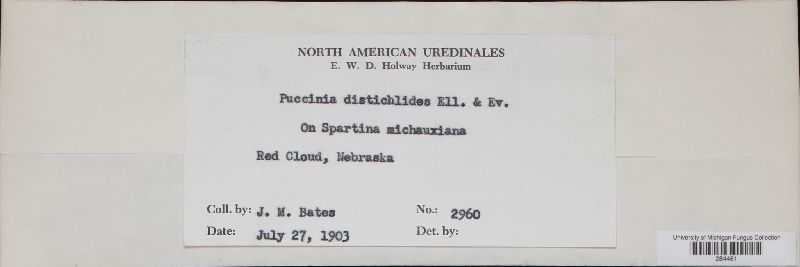 NORTH AMERICAN UREDINALES
E. W. D. Holway Herbarium
Puccinia distichlides Ell. & Ev.
On Spartina michauxiana
Red Cloud, Nebraska
Coll. by: J. M. Bates No.: 2960
Date: July 27, 1903 Det. by:
University of Michigan Fungus Collection
284461